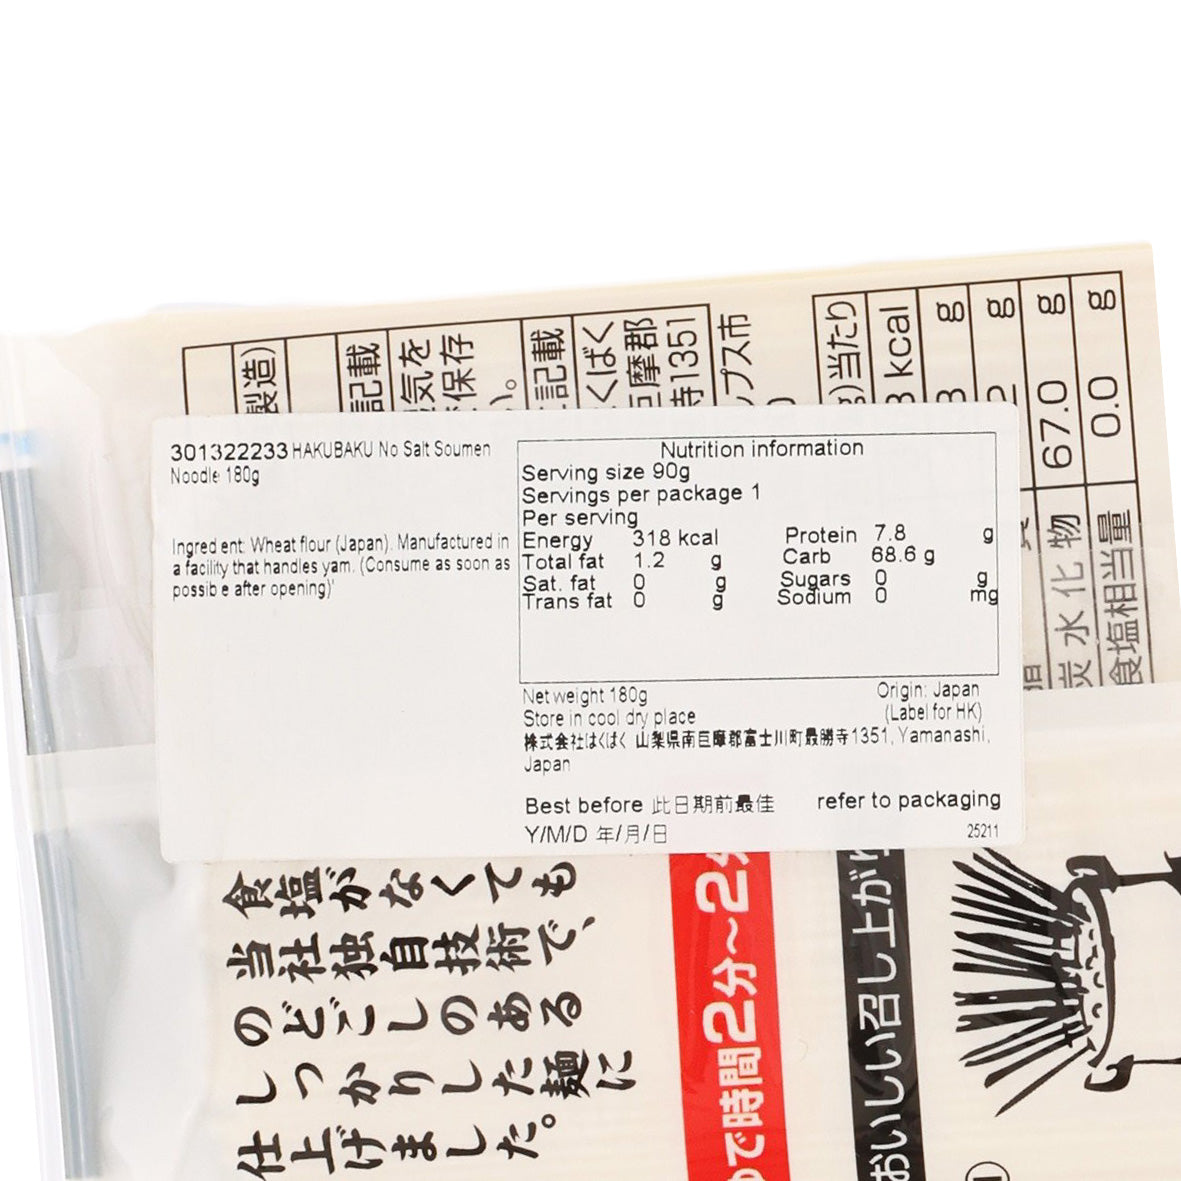 301322233 HAKUBAKU No Salt Soumen
Noodle 180g
Ingred ent: Wheat flour (Japan). Manufactured in
a facility that handles yam. (Consume as soon as
possib e after opening)'
Nutrition information
Serving size 90g
Servings per package 1
Per serving
Energy 318 kcal Protein 7.8 g
Total fat 1.2 g Carb 68.6 g
Sat. fat 0 g Sugars 0 g
Trans fat 0 g Sodium 0 mg
Net weight 180g Origin: Japan
Store in cool dry place (Label for HK)
株式会社はくばく 山梨県南巨摩郡富士川町最勝寺1351, Yamanashi,
Japan
Best before 此日期前最佳 refer to packaging
Y/M/D 年/月/日 25211
製造)
記載
気を
保存
い。
記載
くばく
巨摩郡
寺1351
プス市
)当たり
kcal
g
g
炭水化物 67.0 g
食塩相当量 0.0 g
食塩がなくても
当社独自技術で、
のどごしのある
しっかりした麺に
仕上げました。
で時間2分～2分
おいしい召し上がり